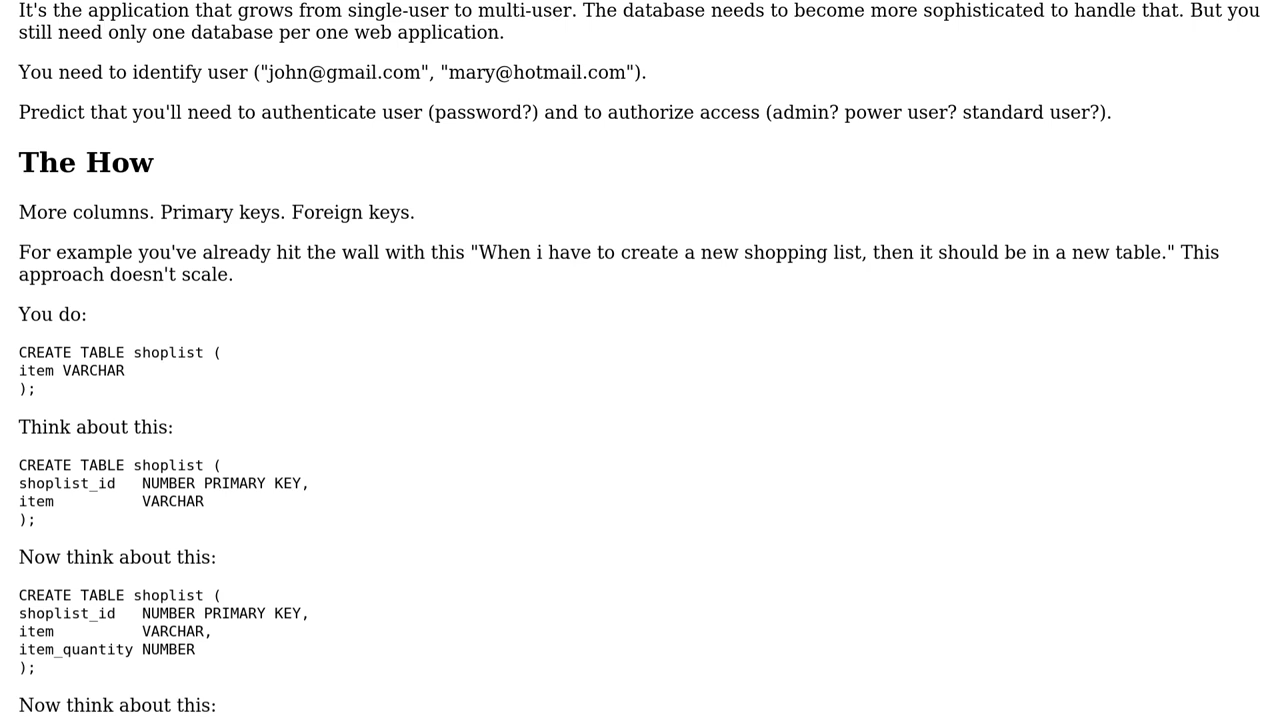 It's the application that grows from single-user to multi-user. The database needs to become more sophisticated to handle that. But you
still need only one database per one web application.
You need to identify user ("john@gmail.com", "mary@hotmail.com").
Predict that you'll need to authenticate user (password?) and to authorize access (admin? power user? standard user?).
The How
More columns. Primary keys. Foreign keys.
For example you've already hit the wall with this "When i have to create a new shopping list, then it should be in a new table." This
approach doesn't scale.
You do:
CREATE TABLE shoplist (
item VARCHAR
);
Think about this:
CREATE TABLE shoplist (
shoplist_id   NUMBER PRIMARY KEY,
item          VARCHAR
);
Now think about this:
CREATE TABLE shoplist (
shoplist_id   NUMBER PRIMARY KEY,
item          VARCHAR,
item_quantity NUMBER
);
Now think about this: